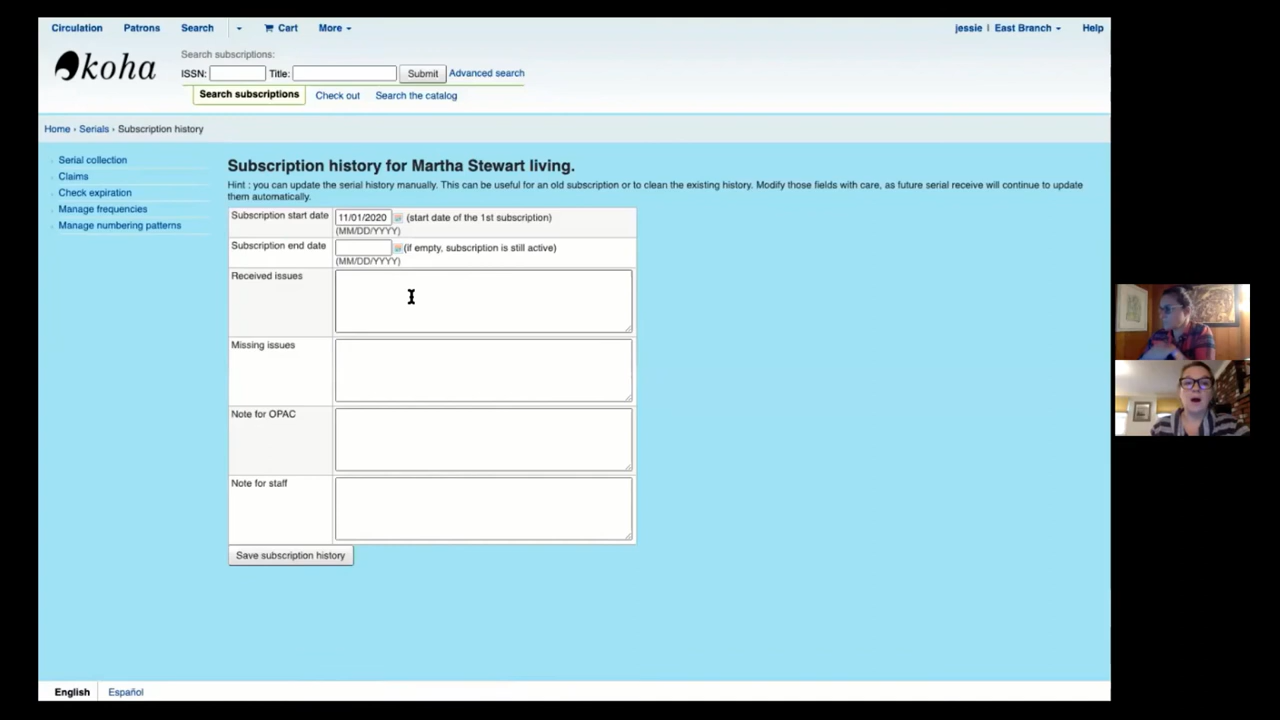 Circulation Patrons Search Cart More jessie | East Branch Help
koha
Search subscriptions:
ISSN: Title: Submit Advanced search
Search subscriptions Check out Search the catalog
Home › Serials › Subscription history
Serial collection
Claims
Check expiration
Manage frequencies
Manage numbering patterns
Subscription history for Martha Stewart living.
Hint : you can update the serial history manually. This can be useful for an old subscription or to clean the existing history. Modify those fields with care, as future serial receive will continue to update
them automatically.
Subscription start date 11/01/2020 (start date of the 1st subscription)
(MM/DD/YYYY)
Subscription end date (if empty, subscription is still active)
(MM/DD/YYYY)
Received issues
Missing issues
Note for OPAC
Note for staff
Save subscription history
English Español